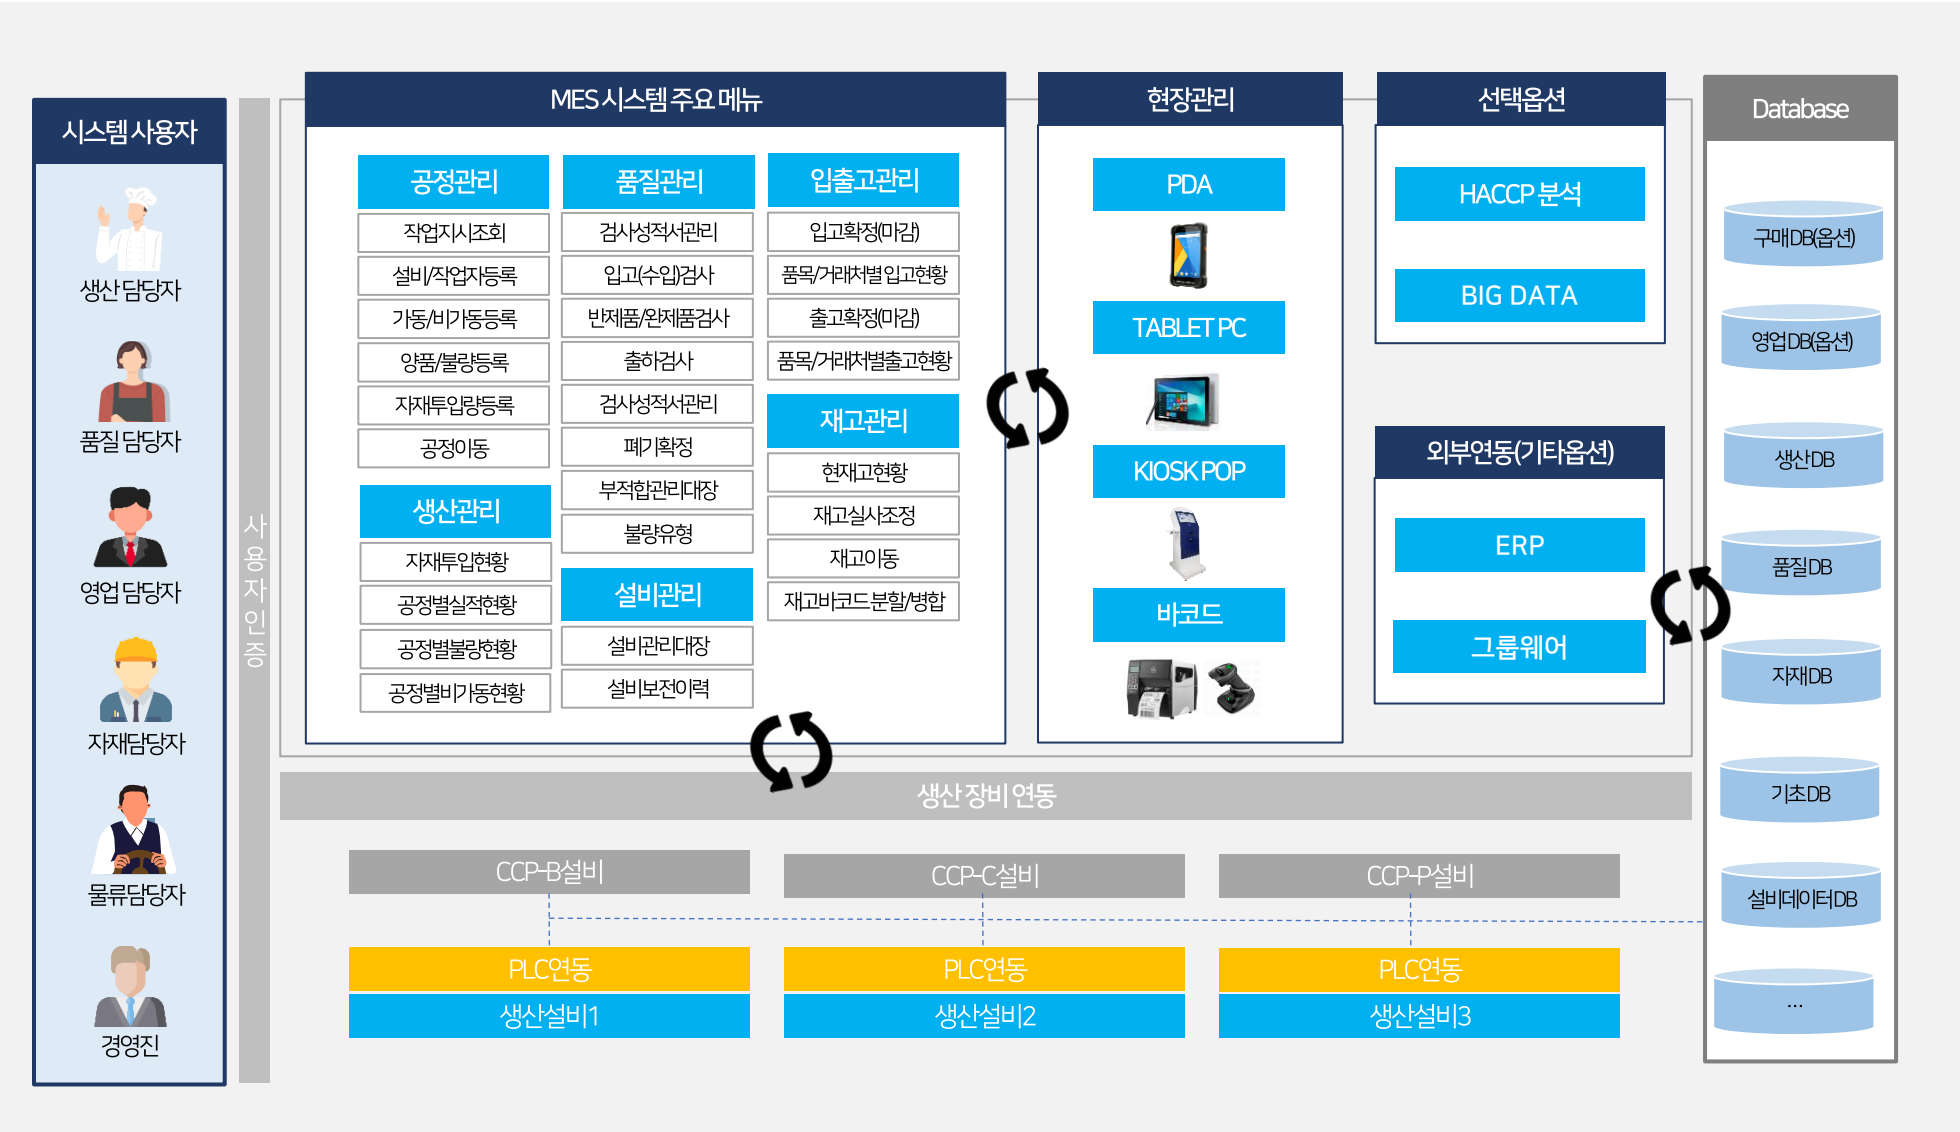 시스템 사용자
생산 담당자
품질 담당자
영업 담당자
자재담당자
물류담당자
경영진
사용자인증
MES 시스템 주요 메뉴
공정관리
작업지시조회
설비/작업자등록
가동/비가동등록
양품/불량등록
자재투입량등록
공정이동
생산관리
자재투입현황
공정별실적현황
공정별불량현황
공정별비가동현황
품질관리
검사성적서관리
입고(수입)검사
반제품/완제품검사
출하검사
검사성적서관리
폐기확정
부적합관리대장
불량유형
설비관리
설비관리대장
설비보전이력
입출고관리
입고확정(마감)
품목/거래처별 입고현황
출고확정(마감)
품목/거래처별출고현황
재고관리
현재고현황
재고실사조정
재고이동
재고바코드 분할/병합
현장관리
PDA
TABLET PC
KIOSK POP
바코드
선택옵션
HACCP 분석
BIG DATA
외부연동(기타옵션)
ERP
그룹웨어
Database
구매DB(옵션)
영업DB(옵션)
생산DB
품질DB
자재DB
기초DB
설비데이터DB
...
생산 장비 연동
CCP-B설비
CCP-C설비
CCP-P설비
PLC연동
PLC연동
PLC연동
생산설비1
생산설비2
생산설비3